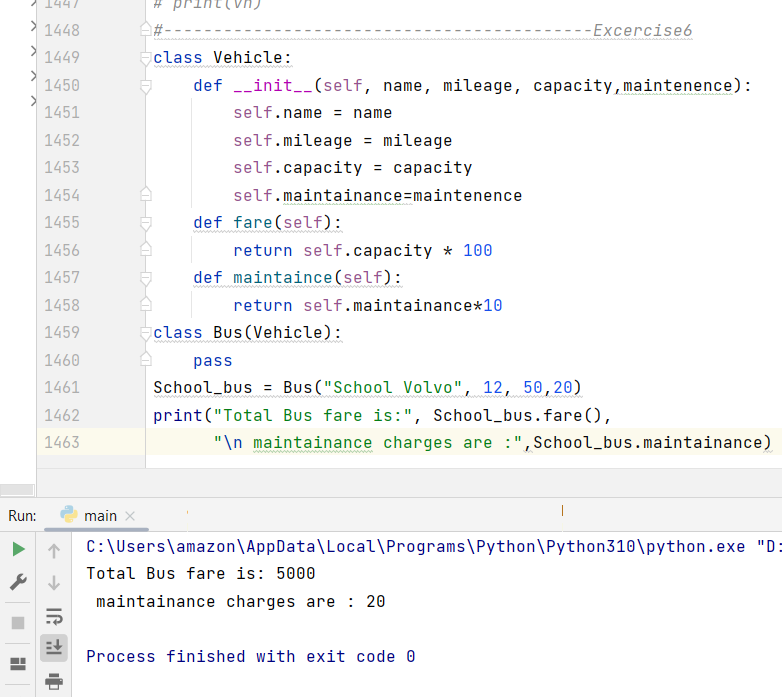 1447 # print(vh)
1448 #-------------------------------------------Excercise6
1449 class Vehicle:
1450     def __init__(self, name, mileage, capacity,maintenence):
1451         self.name = name
1452         self.mileage = mileage
1453         self.capacity = capacity
1454         self.maintainance=maintenence
1455     def fare(self):
1456         return self.capacity * 100
1457     def maintaince(self):
1458         return self.maintainance*10
1459 class Bus(Vehicle):
1460     pass
1461 School_bus = Bus("School Volvo", 12, 50,20)
1462 print("Total Bus fare is:", School_bus.fare(),
1463       "\n maintainance charges are :",School_bus.maintainance)
Run: main
C:\Users\amazon\AppData\Local\Programs\Python\Python310\python.exe "D:
Total Bus fare is: 5000
 maintainance charges are : 20
Process finished with exit code 0